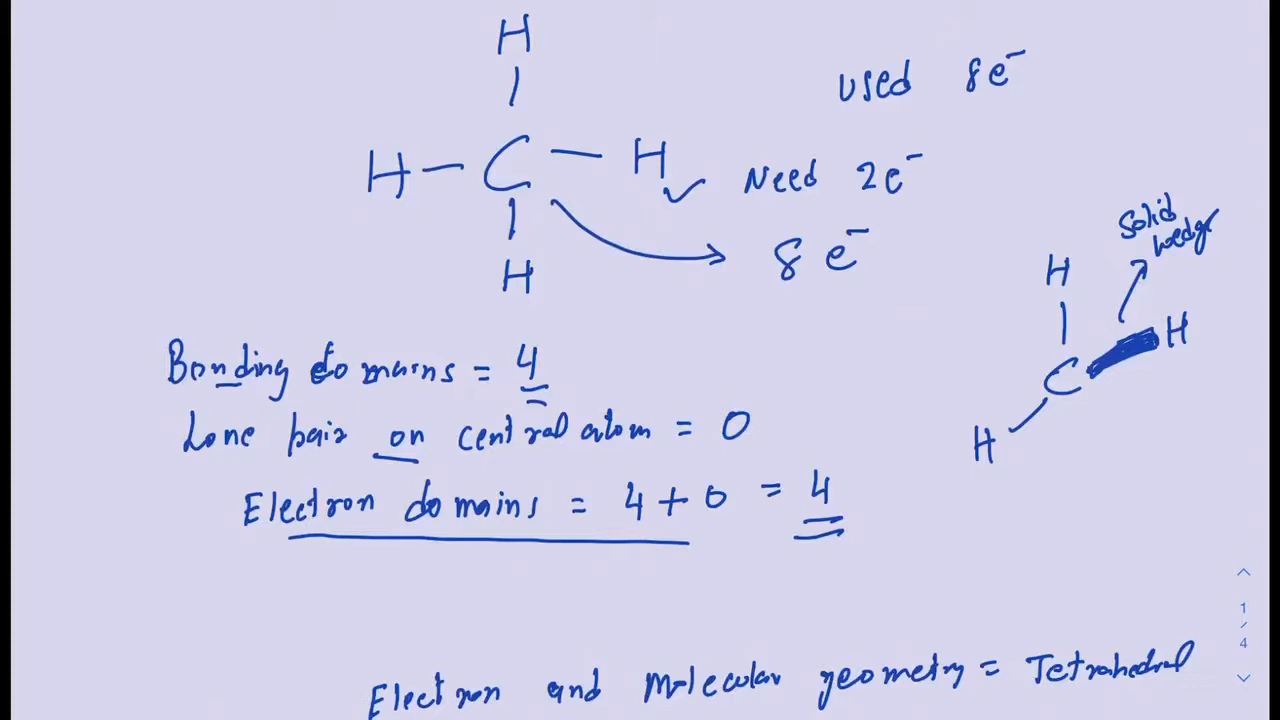 H
used 8e⁻
H – C – H
Need 2e⁻
H
8 e⁻
Solid
wedge
H
C H
H
Bonding domains = 4
Lone pair on central atom = 0
Electron domains = 4 + 0 = 4
Electron and molecular geometry = Tetrahedral
1
/
4